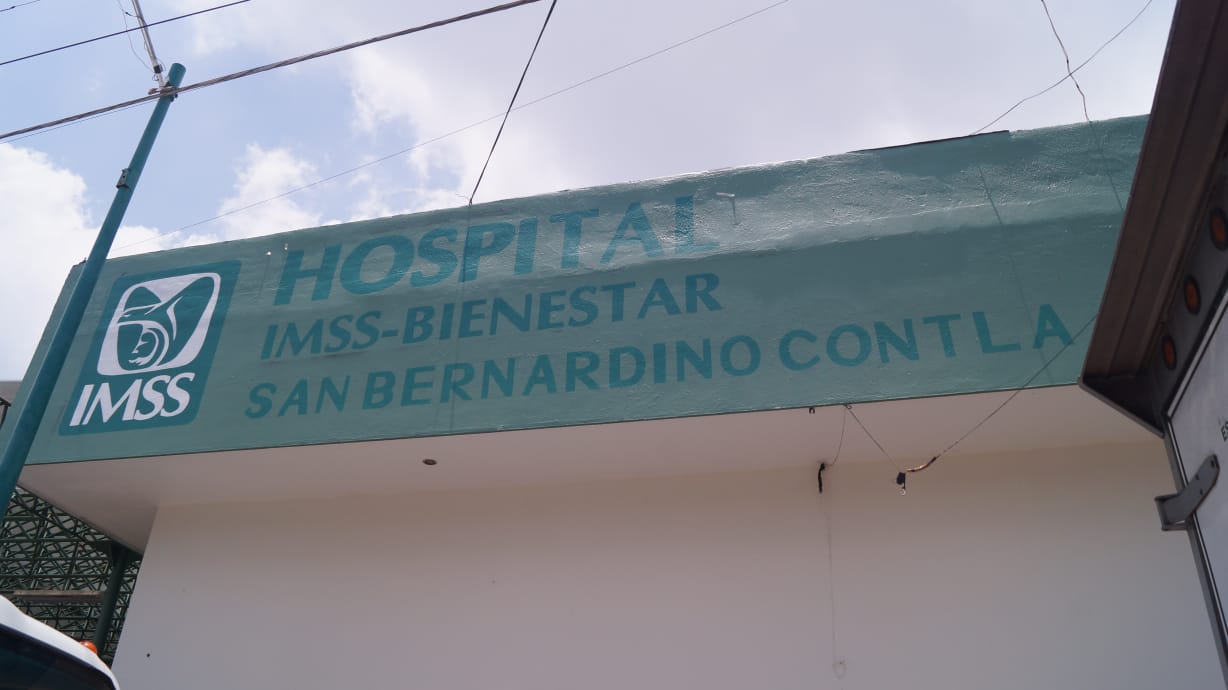 HOSPITAL
IMSS-BIENESTAR
SAN BERNARDINO CONTLA
IMSS